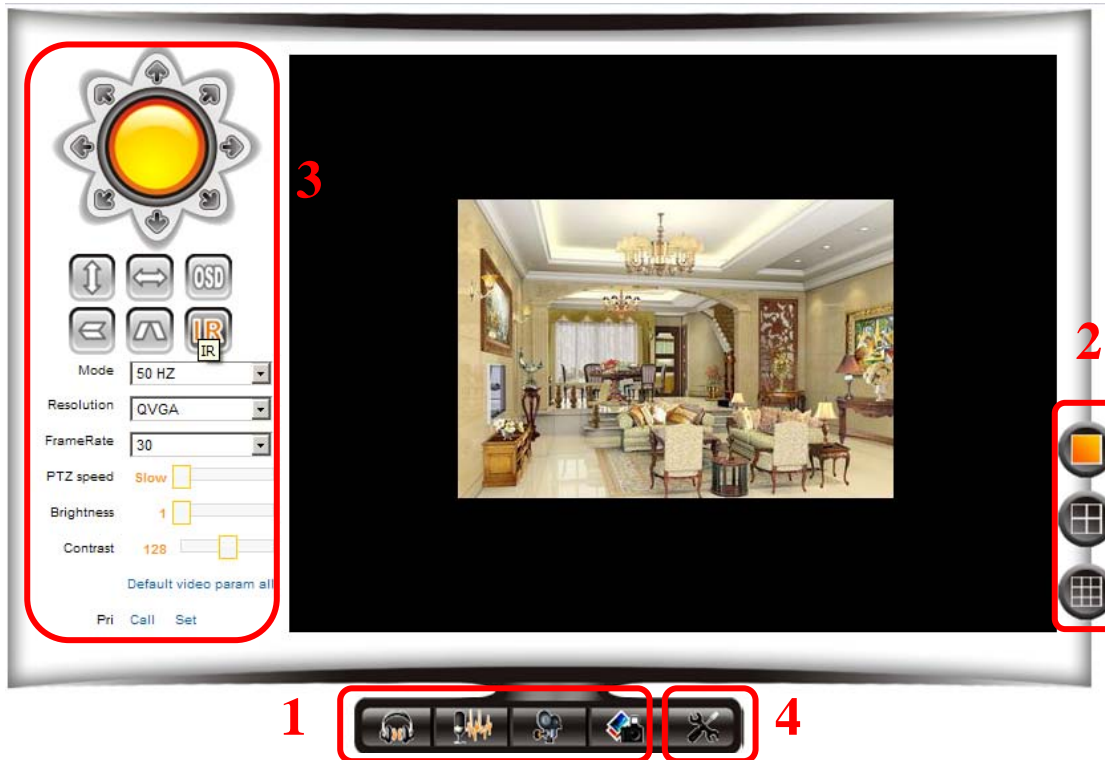 3
OSD
IR
IR
Mode 50 HZ
Resolution QVGA
FrameRate 30
PTZ speed Slow
Brightness 1
Contrast 128
Default video param all
Pri Call Set
2
1
4